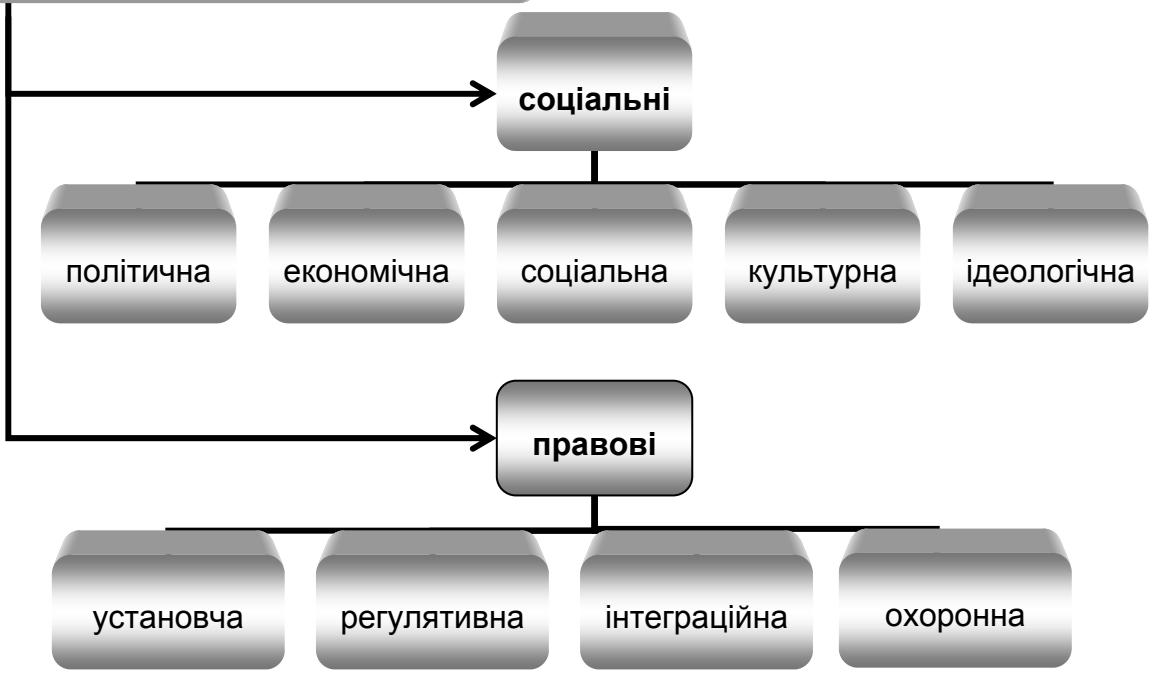 соціальні
політична економічна соціальна культурна ідеологічна
правові
установча регулятивна інтеграційна охоронна